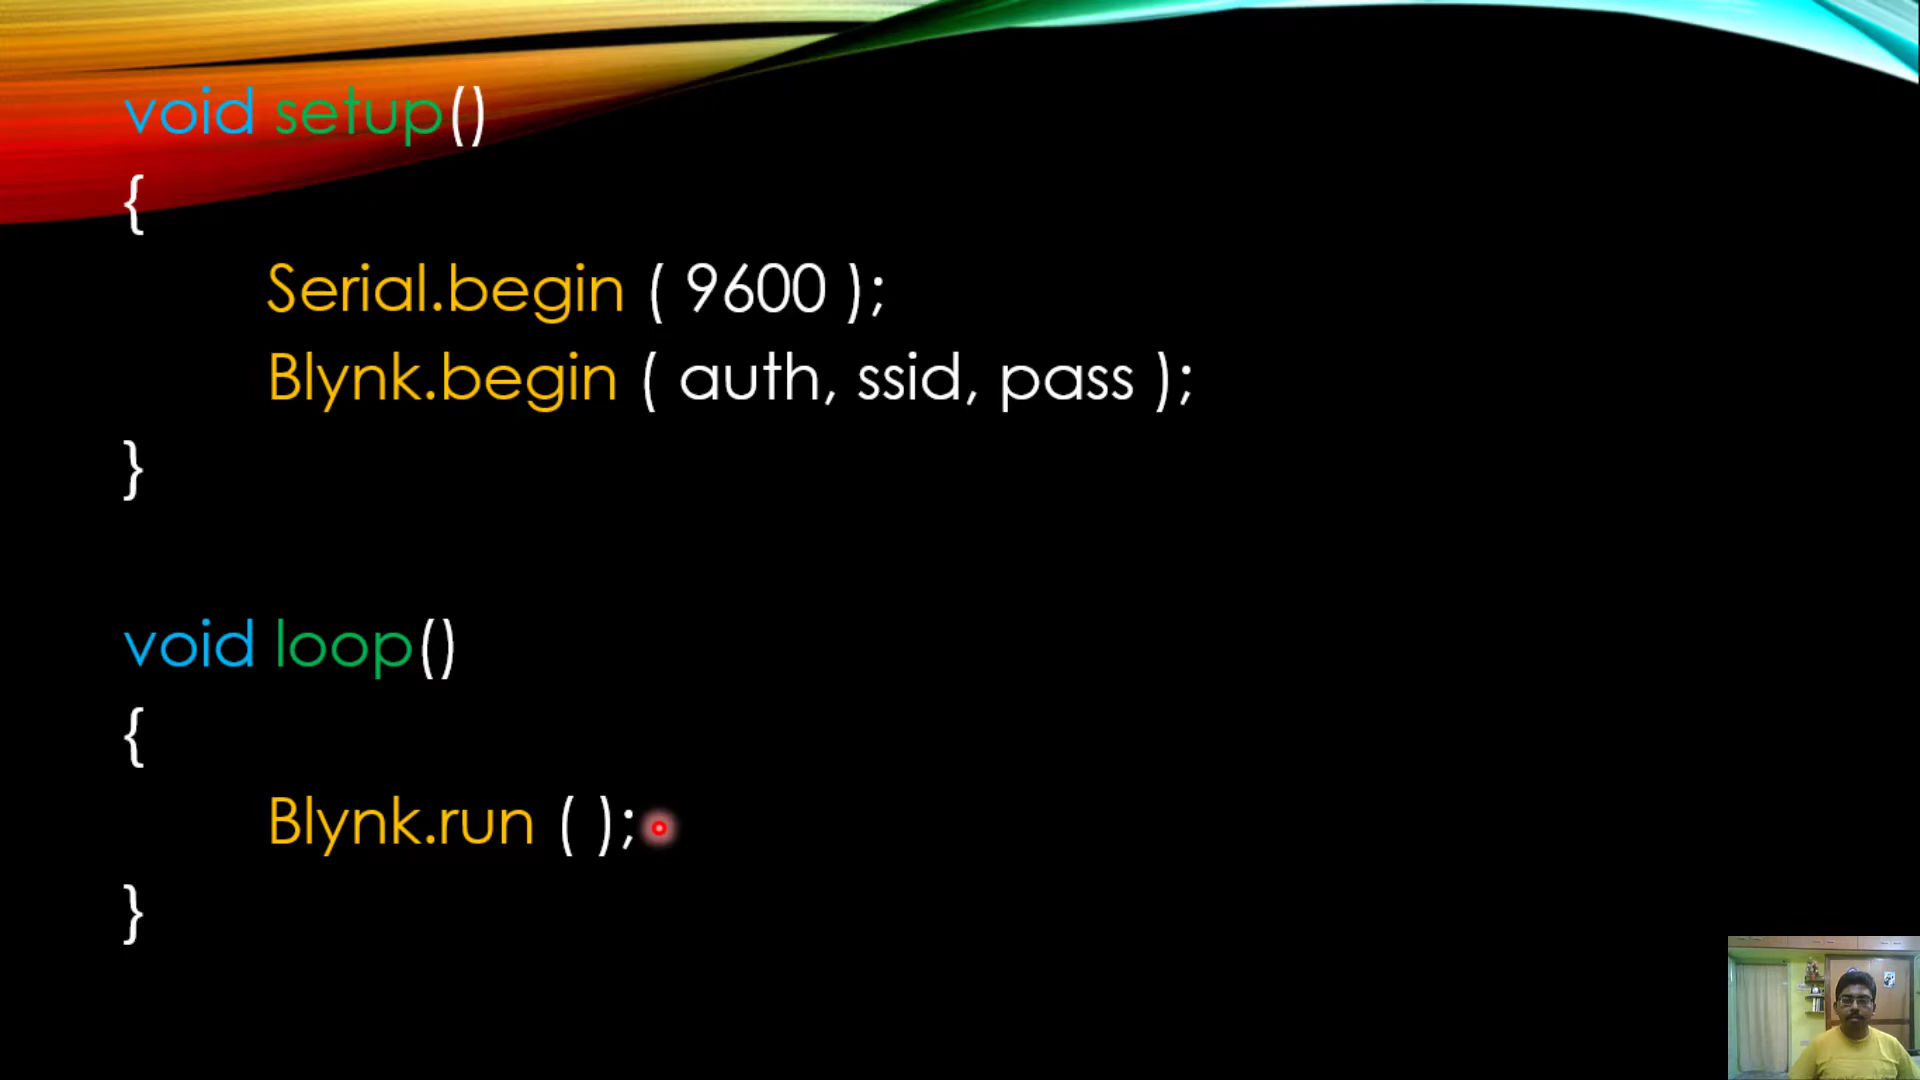 void setup()
{
Serial.begin ( 9600 );
Blynk.begin ( auth, ssid, pass );
}
void loop()
{
Blynk.run ( );
}